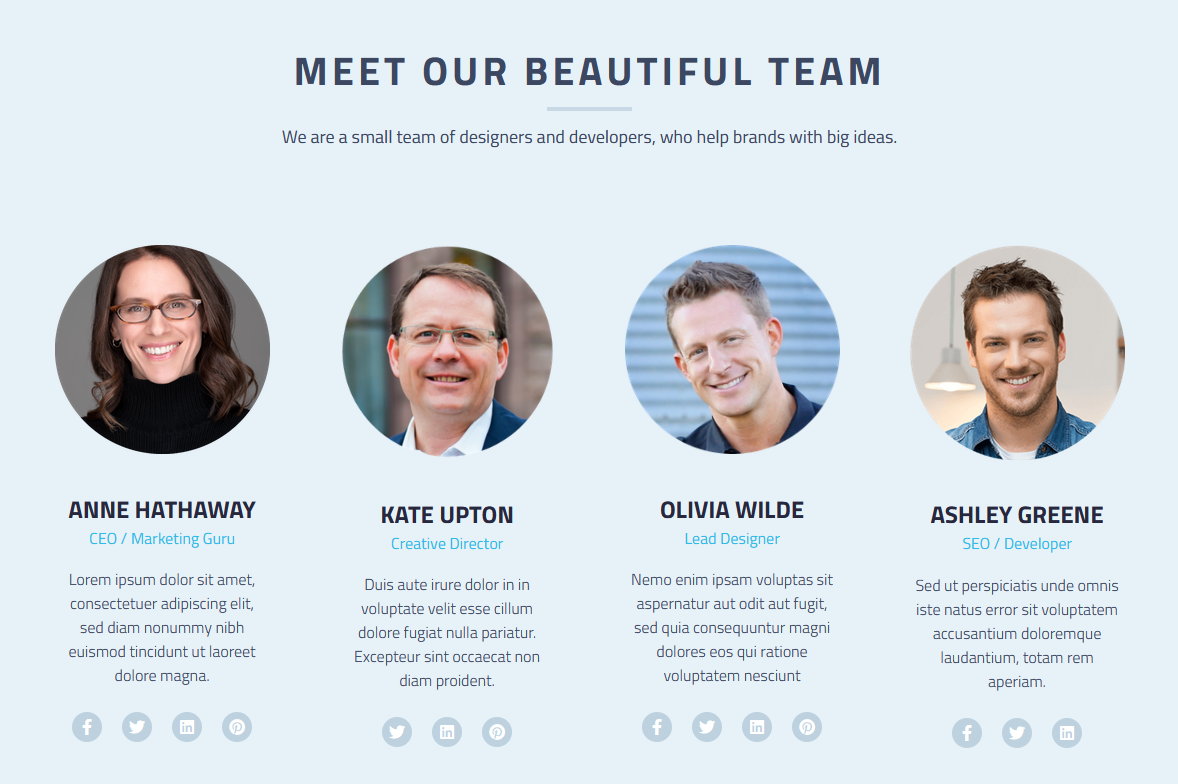 MEET OUR BEAUTIFUL TEAM
We are a small team of designers and developers, who help brands with big ideas.
ANNE HATHAWAY
CEO / Marketing Guru
Lorem ipsum dolor sit amet,
consectetuer adipiscing elit,
sed diam nonummy nibh
euismod tincidunt ut laoreet
dolore magna.
KATE UPTON
Creative Director
Duis aute irure dolor in in
voluptate velit esse cillum
dolore fugiat nulla pariatur.
Excepteur sint occaecat non
diam proident.
OLIVIA WILDE
Lead Designer
Nemo enim ipsam voluptas sit
aspernatur aut odit aut fugit,
sed quia consequuntur magni
dolores eos qui ratione
voluptatem nesciunt
ASHLEY GREENE
SEO / Developer
Sed ut perspiciatis unde omnis
iste natus error sit voluptatem
accusantium doloremque
laudantium, totam rem
aperiam.